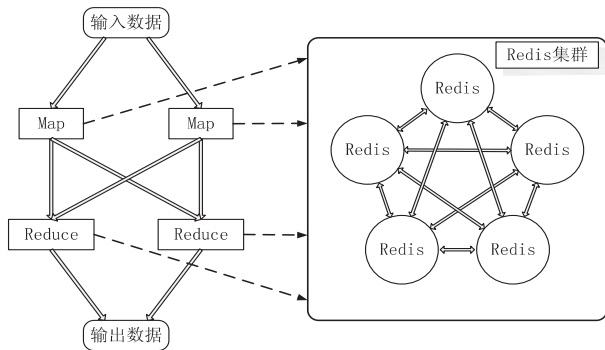 输入数据
Redis集群
Redis
Map
Map
Redis
Redis
Reduce
Reduce
Redis
Redis
输出数据